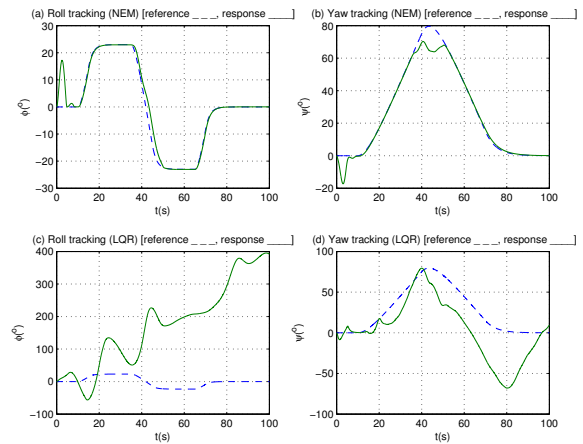 (a) Roll tracking (NEM) [reference _ _ _, response ____]
30
20
10
0
−10
−20
−30
ϕ(°)
0 20 40 60 80 100
t(s)
(b) Yaw tracking (NEM) [reference _ _ _, response ____]
80
60
40
20
0
−20
ψ(°)
0 20 40 60 80 100
t(s)
(c) Roll tracking (LQR) [reference _ _ _, response ____]
400
300
200
100
0
−100
ϕ(°)
0 20 40 60 80 100
t(s)
(d) Yaw tracking (LQR) [reference _ _ _, response ____]
100
50
0
−50
−100
ψ(°)
0 20 40 60 80 100
t(s)